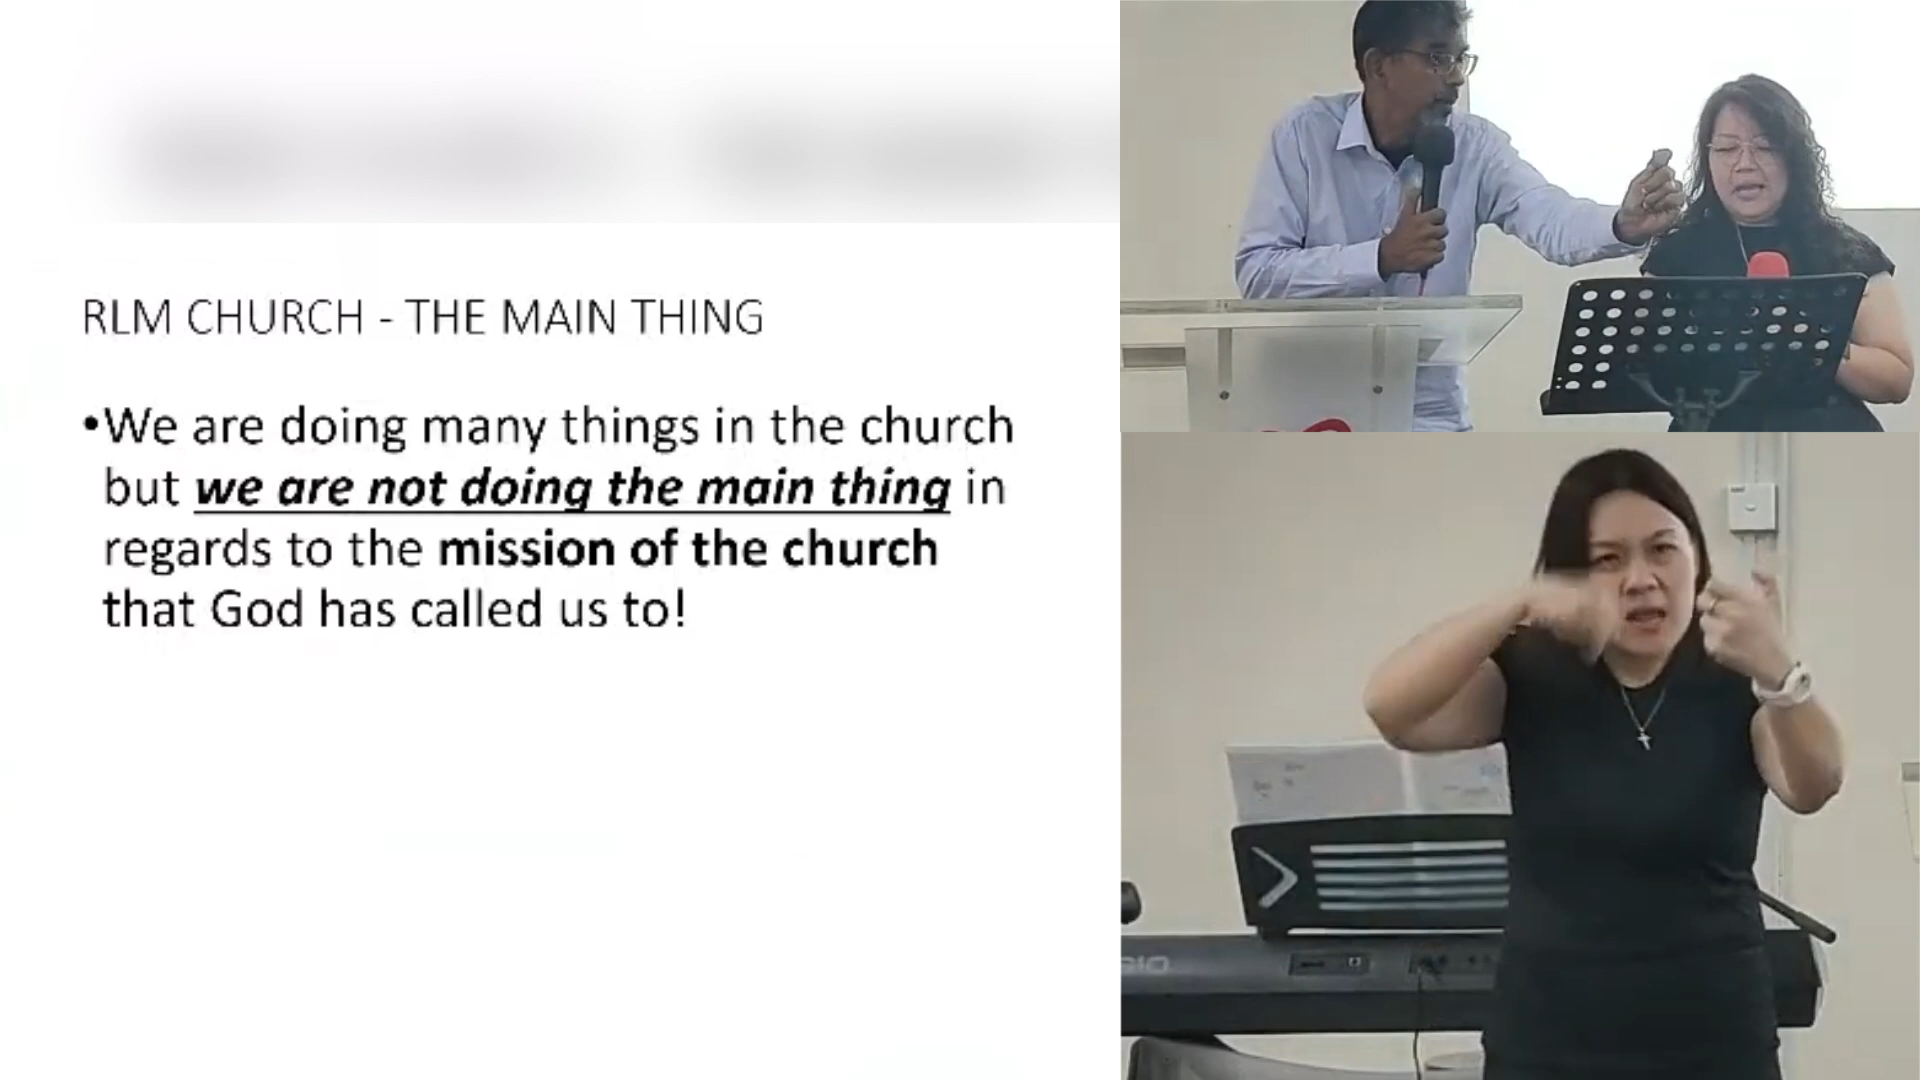 RLM CHURCH - THE MAIN THING
•We are doing many things in the church
but we are not doing the main thing in
regards to the mission of the church
that God has called us to!